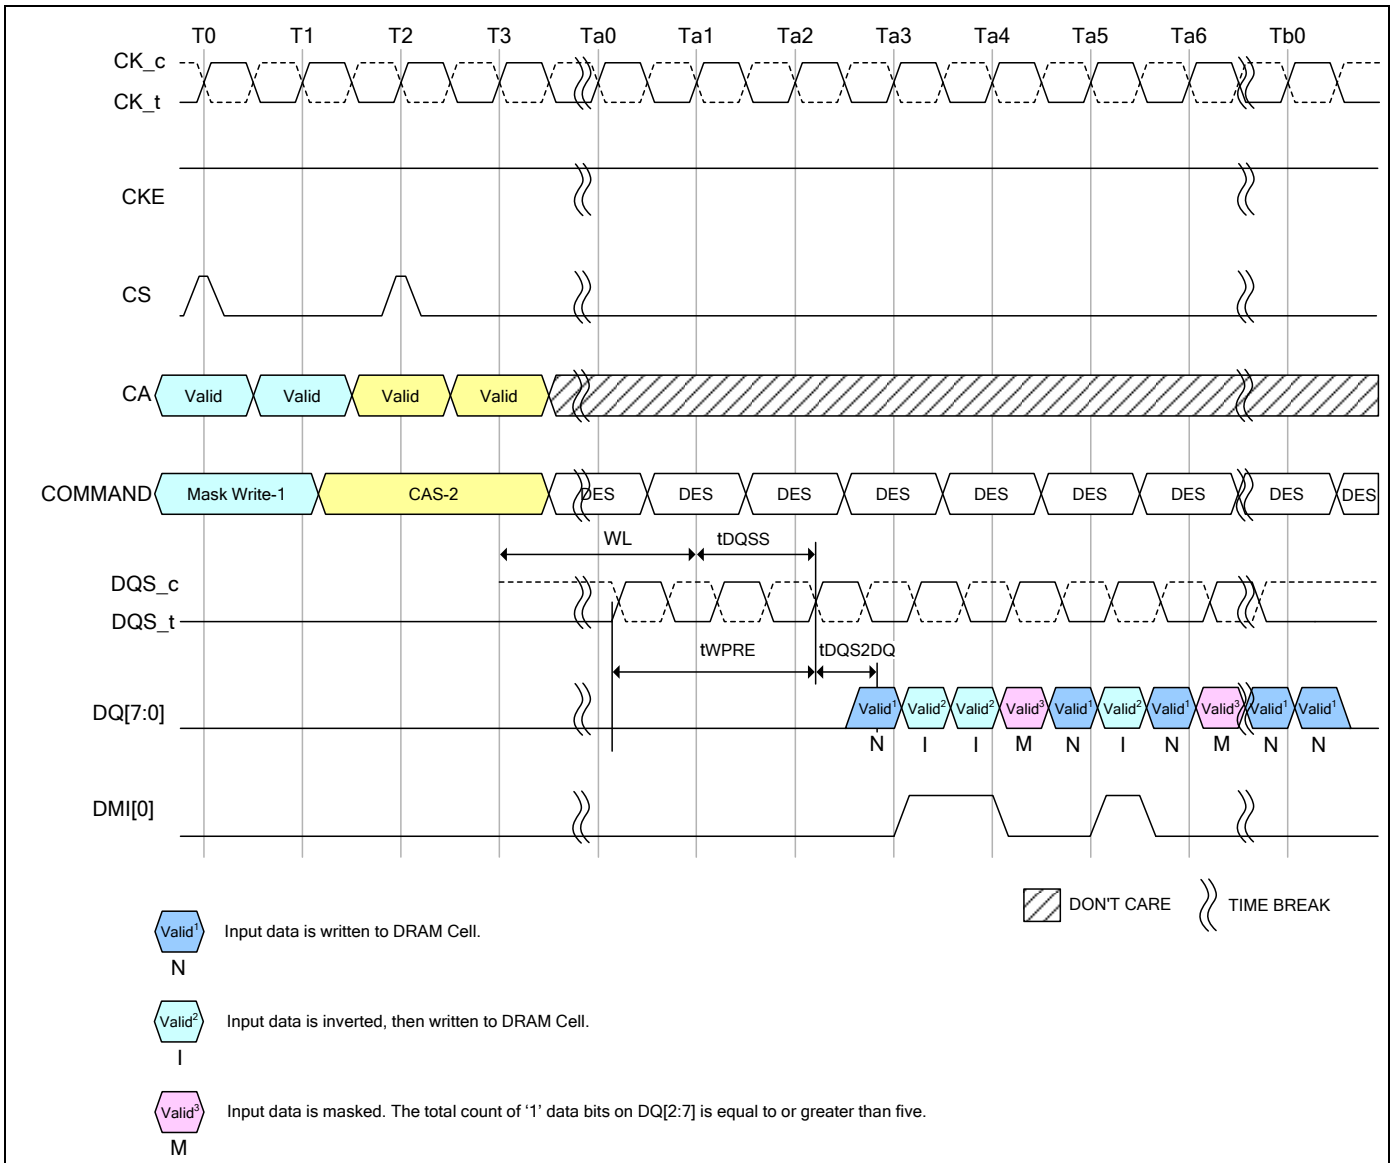 T0 T1 T2 T3 Ta0 Ta1 Ta2 Ta3 Ta4 Ta5 Ta6 Tb0
CK_c
CK_t
CKE
CS
CA Valid Valid Valid Valid
COMMAND Mask Write-1 CAS-2 DES DES DES DES DES DES DES DES DES
WL tDQSS
DQS_c
DQS_t
tWPRE tDQS2DQ
DQ[7:0] Valid¹ Valid² Valid² Valid³ Valid¹ Valid² Valid¹ Valid³ Valid¹ Valid¹
N I I M N I N M N N
DMI[0]
DON'T CARE TIME BREAK
Valid¹ Input data is written to DRAM Cell.
N
Valid² Input data is inverted, then written to DRAM Cell.
I
Valid³ Input data is masked. The total count of ‘1’ data bits on DQ[2:7] is equal to or greater than five.
M